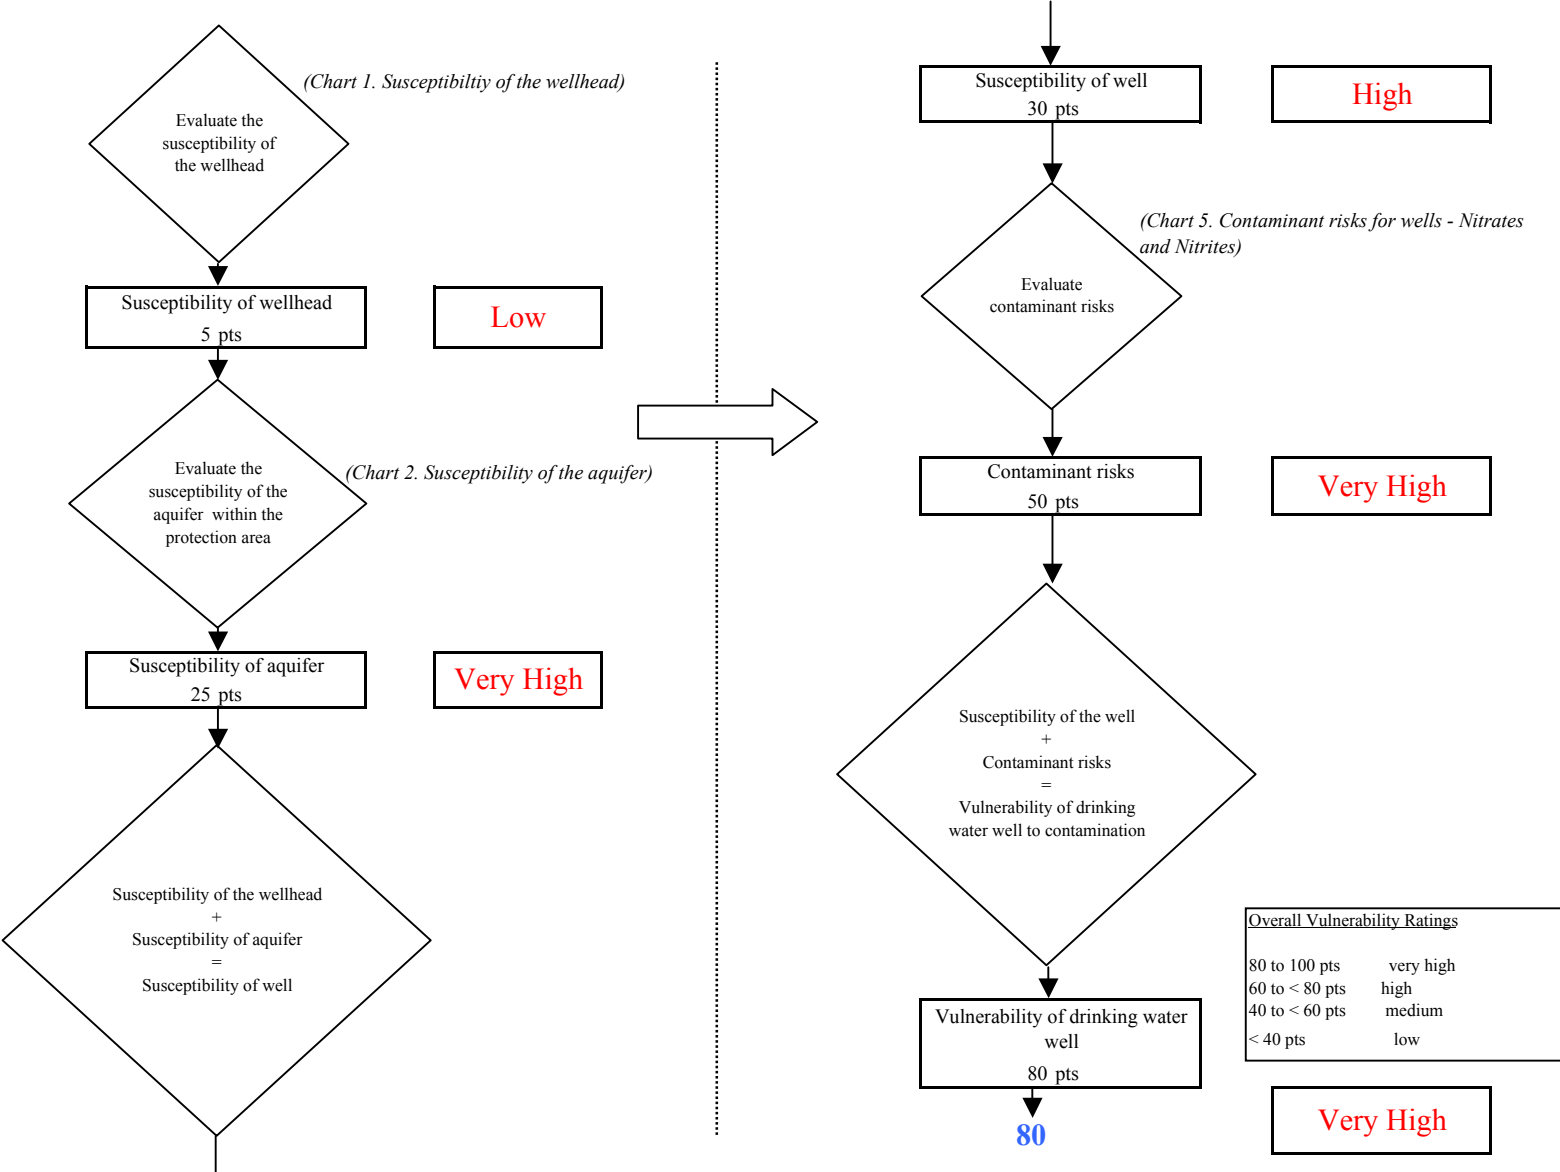 (Chart 1. Susceptibiltiy of the wellhead)
Evaluate the
susceptibility of
the wellhead
Susceptibility of wellhead
5 pts
Low
Evaluate the
susceptibility of the
aquifer within the
protection area
(Chart 2. Susceptibility of the aquifer)
Susceptibility of aquifer
25 pts
Very High
Susceptibility of the wellhead
+
Susceptibility of aquifer
=
Susceptibility of well
Susceptibility of well
30 pts
High
(Chart 5. Contaminant risks for wells - Nitrates
and Nitrites)
Evaluate
contaminant risks
Contaminant risks
50 pts
Very High
Susceptibility of the well
+
Contaminant risks
=
Vulnerability of drinking
water well to contamination
Overall Vulnerability Ratings
80 to 100 pts very high
60 to < 80 pts high
40 to < 60 pts medium
< 40 pts low
Vulnerability of drinking water
well
80 pts
80
Very High